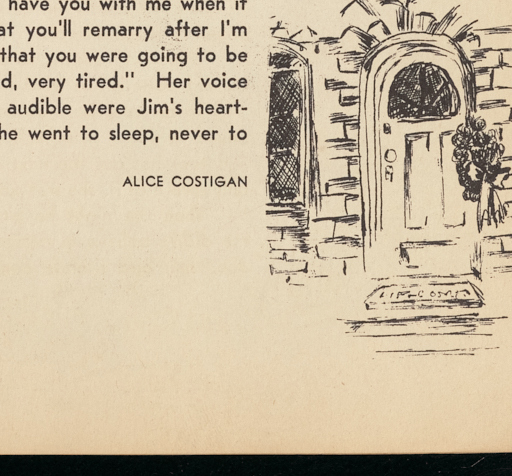 have you with me when it
at you'll remarry after I'm
that you were going to be
d, very tired." Her voice
audible were Jim's heart-
he went to sleep, never to
ALICE COSTIGAN